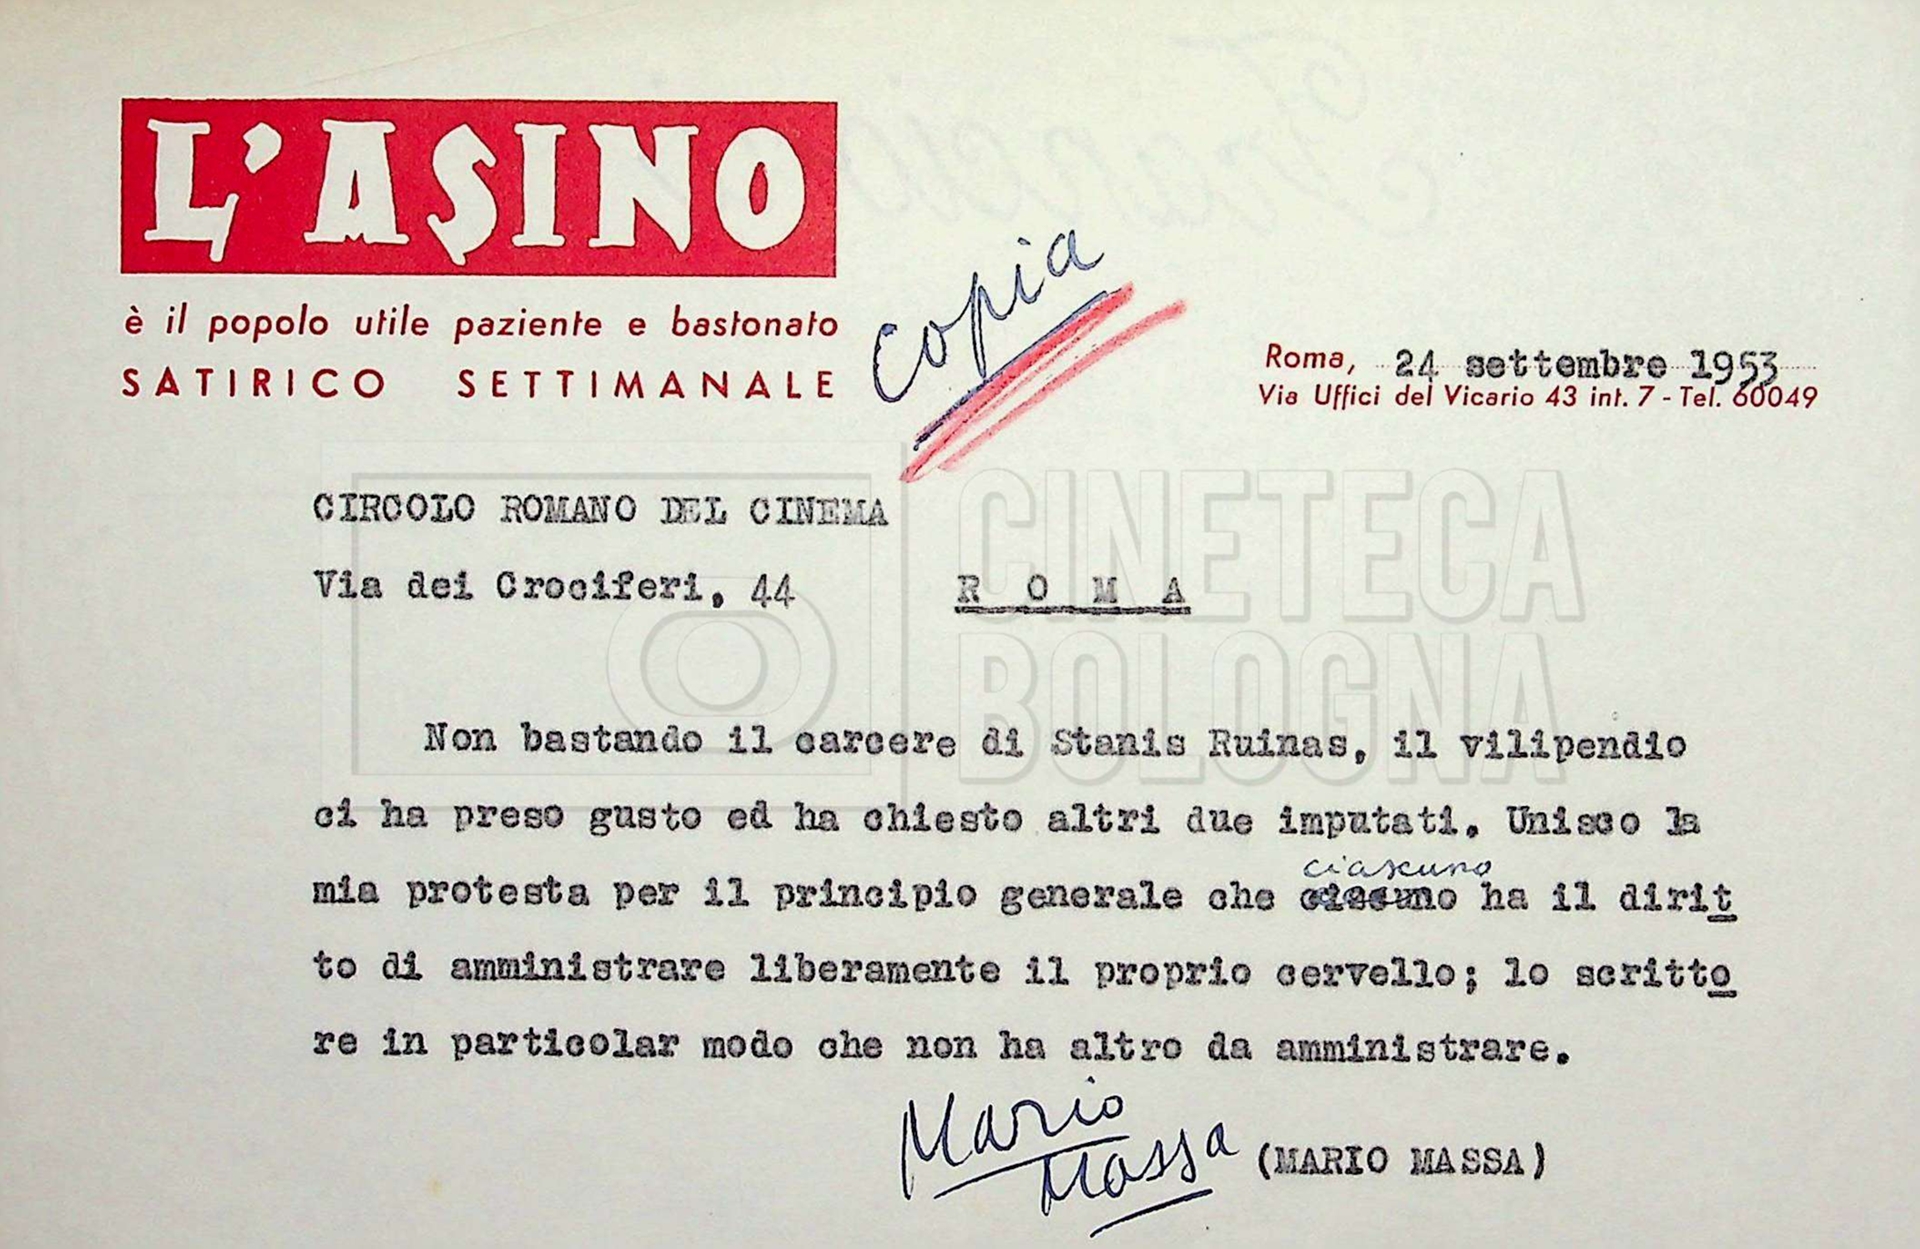 L'ASINO
è il popolo utile paziente e bastonato
SATIRICO SETTIMANALE
Copia
Roma, 24 settembre 1953
Via Uffici del Vicario 43 int. 7 - Tel. 60049
CIRCOLO ROMANO DEL CINEMA
Via dei Crociferi, 44 R O M A
CINETECA
BOLOGNA
Non bastando il carcere di Stanis Ruinas, il vilipendio
ci ha preso gusto ed ha chiesto altri due imputati. Unisco la
ciascuno
mia protesta per il principio generale che ha il dirit
to di amministrare liberamente il proprio cervello; lo scritto
re in particolar modo che non ha altro da amministrare.
Mario
Massa (MARIO MASSA)